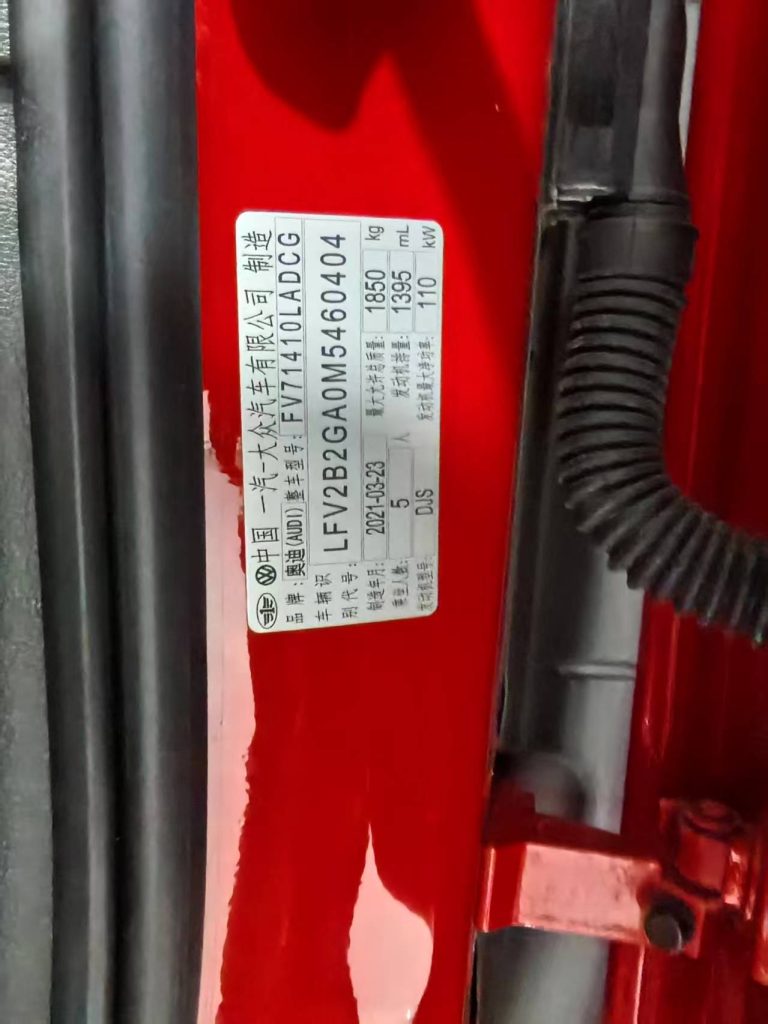 中国 一汽-大众汽车有限公司 制造
品牌: 奥迪(AUDI) 整车型号: FV71410LADCG
车辆识别代号: LFV2B2GA0M5460404
制造年月: 2021-03-23 最大允许总质量: 1850 kg
乘坐人数: 5 人 发动机排量: 1395 mL
发动机型号: DJS 发动机最大净功率: 110 kW